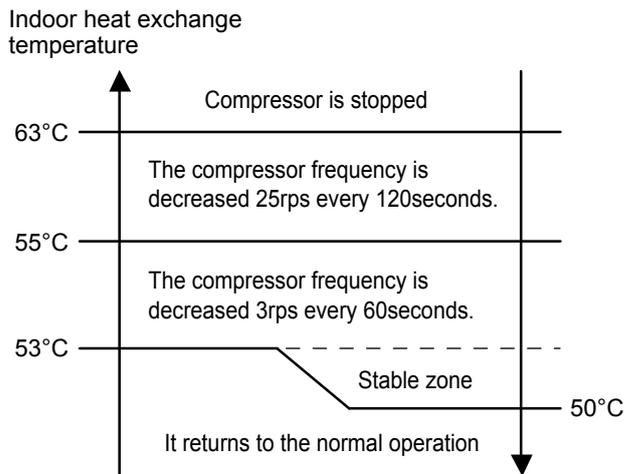 Indoor heat exchange
temperature
Compressor is stopped
63°C
The compressor frequency is
decreased 25rps every 120seconds.
55°C
The compressor frequency is
decreased 3rps every 60seconds.
53°C
Stable zone
50°C
It returns to the normal operation